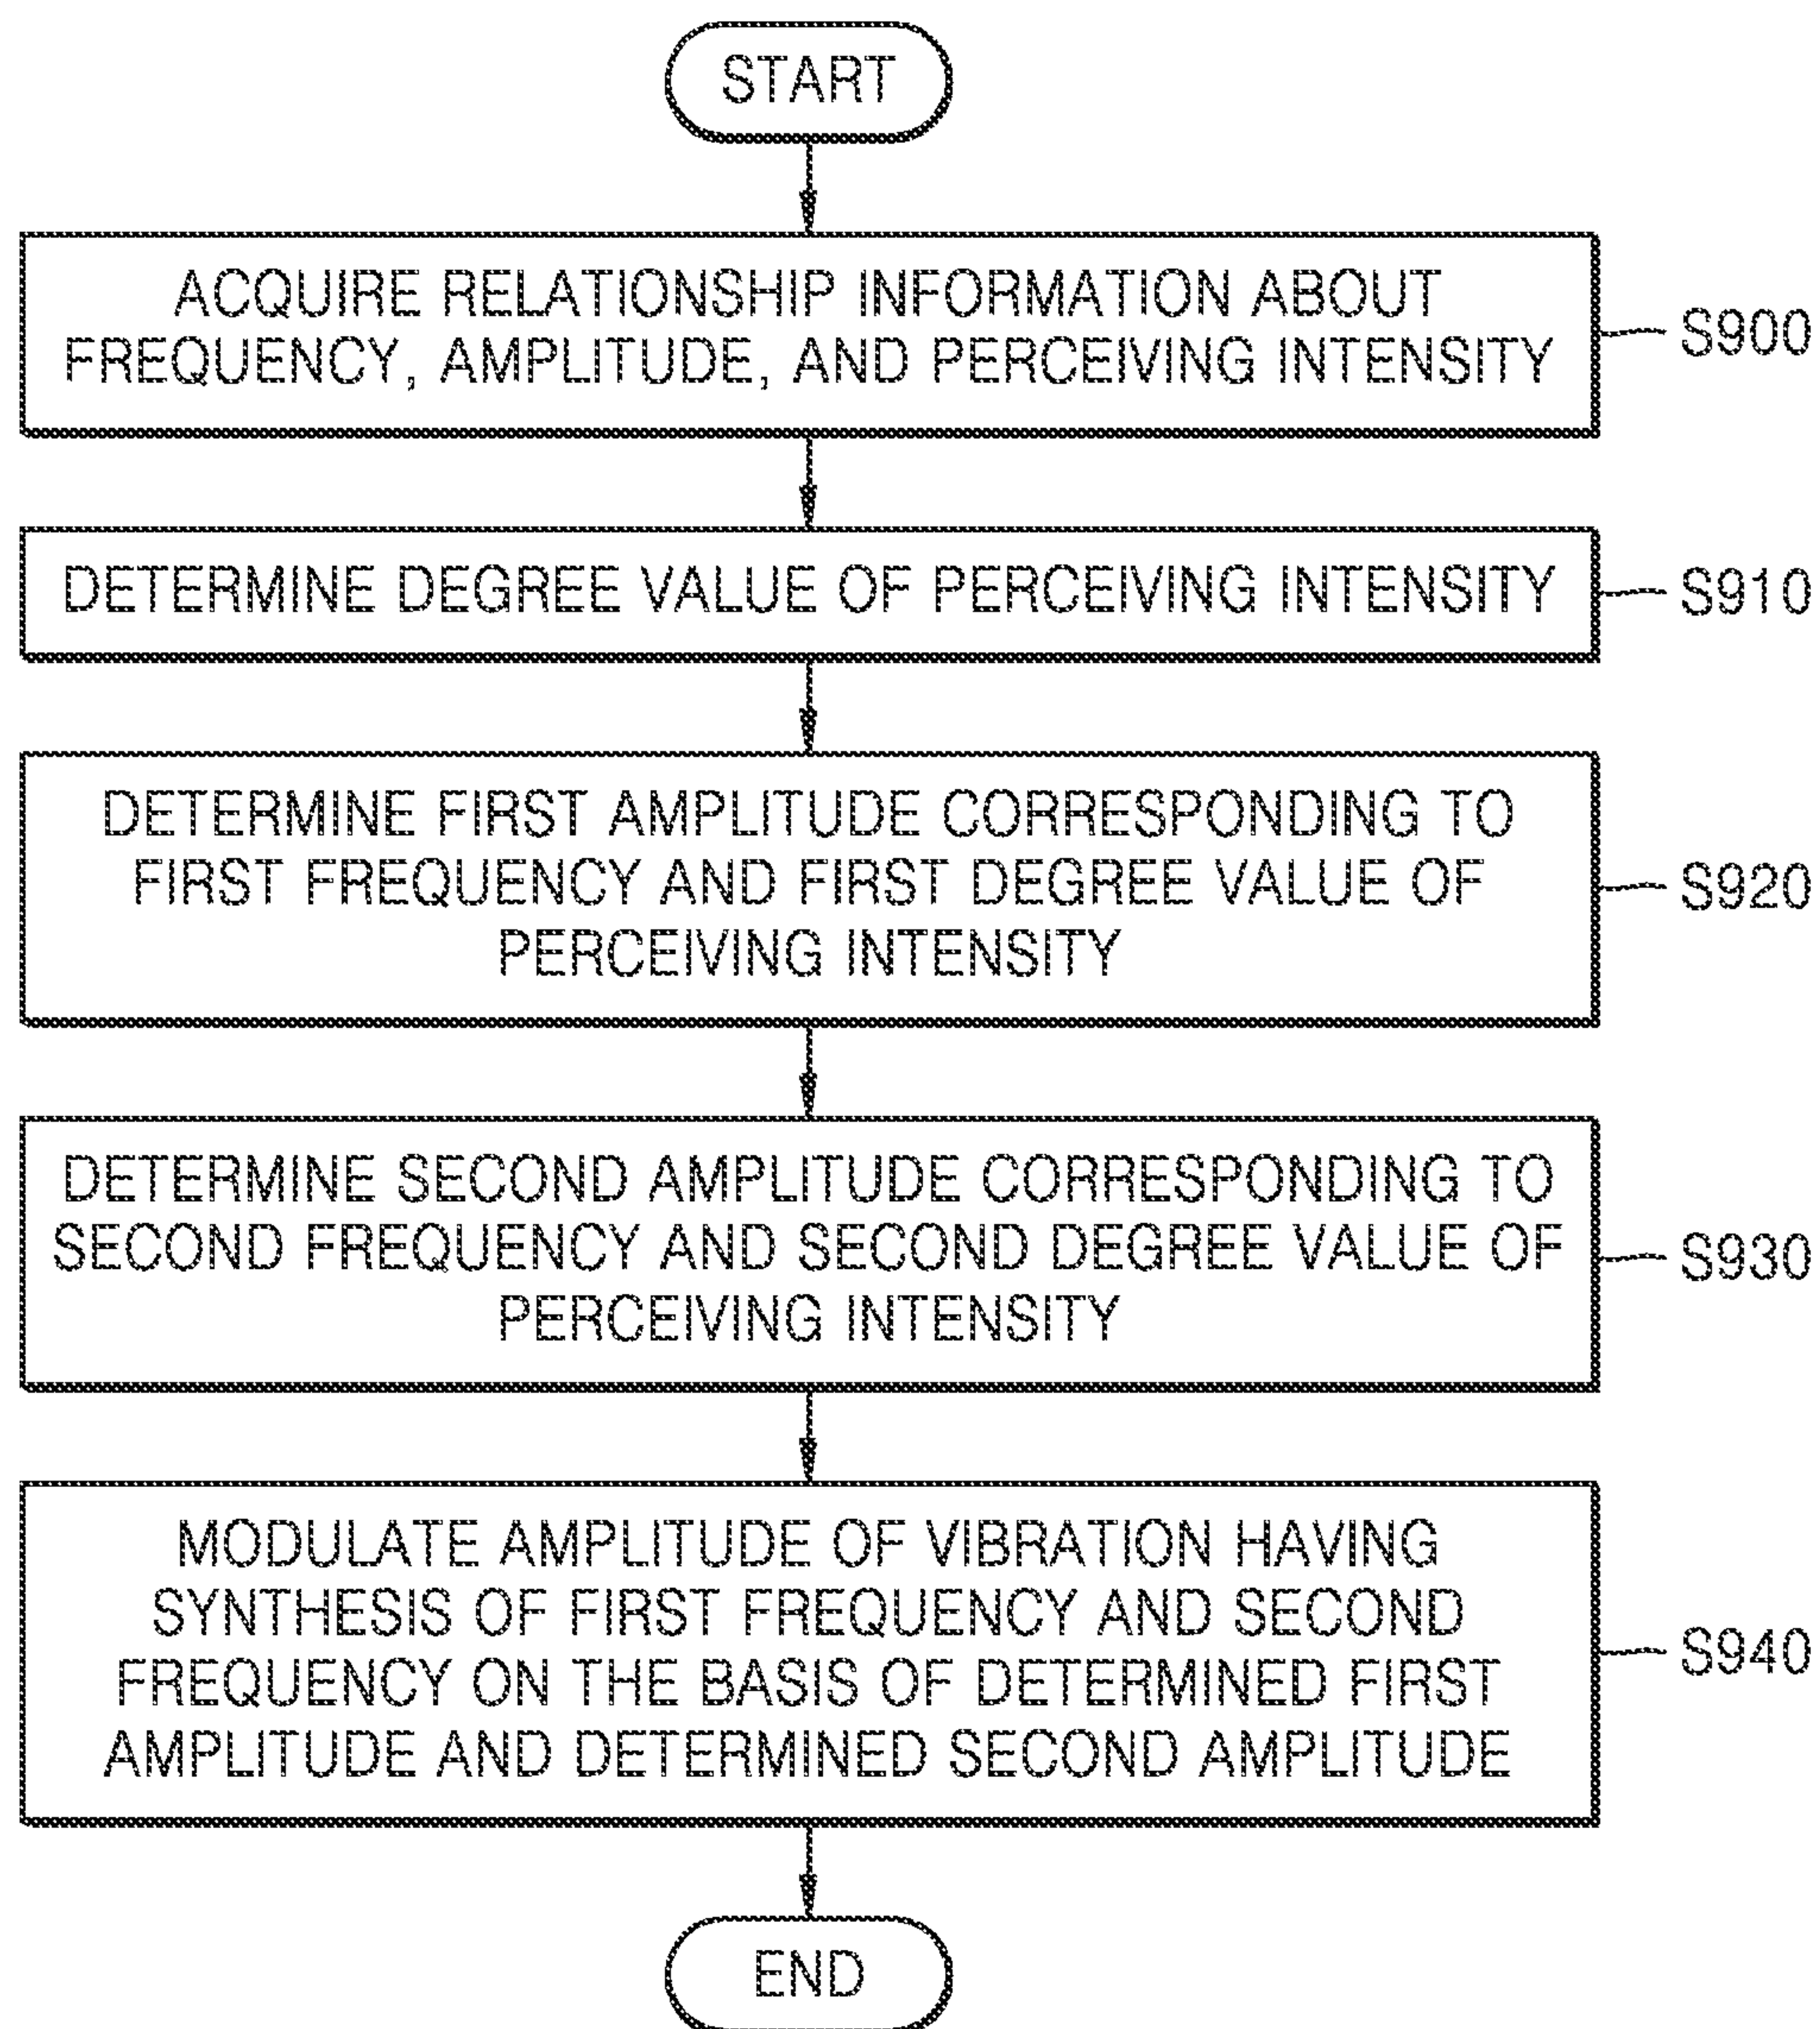 START
ACQUIRE RELATIONSHIP INFORMATION ABOUT
FREQUENCY, AMPLITUDE, AND PERCEIVING INTENSITY
S900
DETERMINE DEGREE VALUE OF PERCEIVING INTENSITY
S910
DETERMINE FIRST AMPLITUDE CORRESPONDING TO
FIRST FREQUENCY AND FIRST DEGREE VALUE OF
PERCEIVING INTENSITY
S920
DETERMINE SECOND AMPLITUDE CORRESPONDING TO
SECOND FREQUENCY AND SECOND DEGREE VALUE OF
PERCEIVING INTENSITY
S930
MODULATE AMPLITUDE OF VIBRATION HAVING
SYNTHESIS OF FIRST FREQUENCY AND SECOND
FREQUENCY ON THE BASIS OF DETERMINED FIRST
AMPLITUDE AND DETERMINED SECOND AMPLITUDE
S940
END